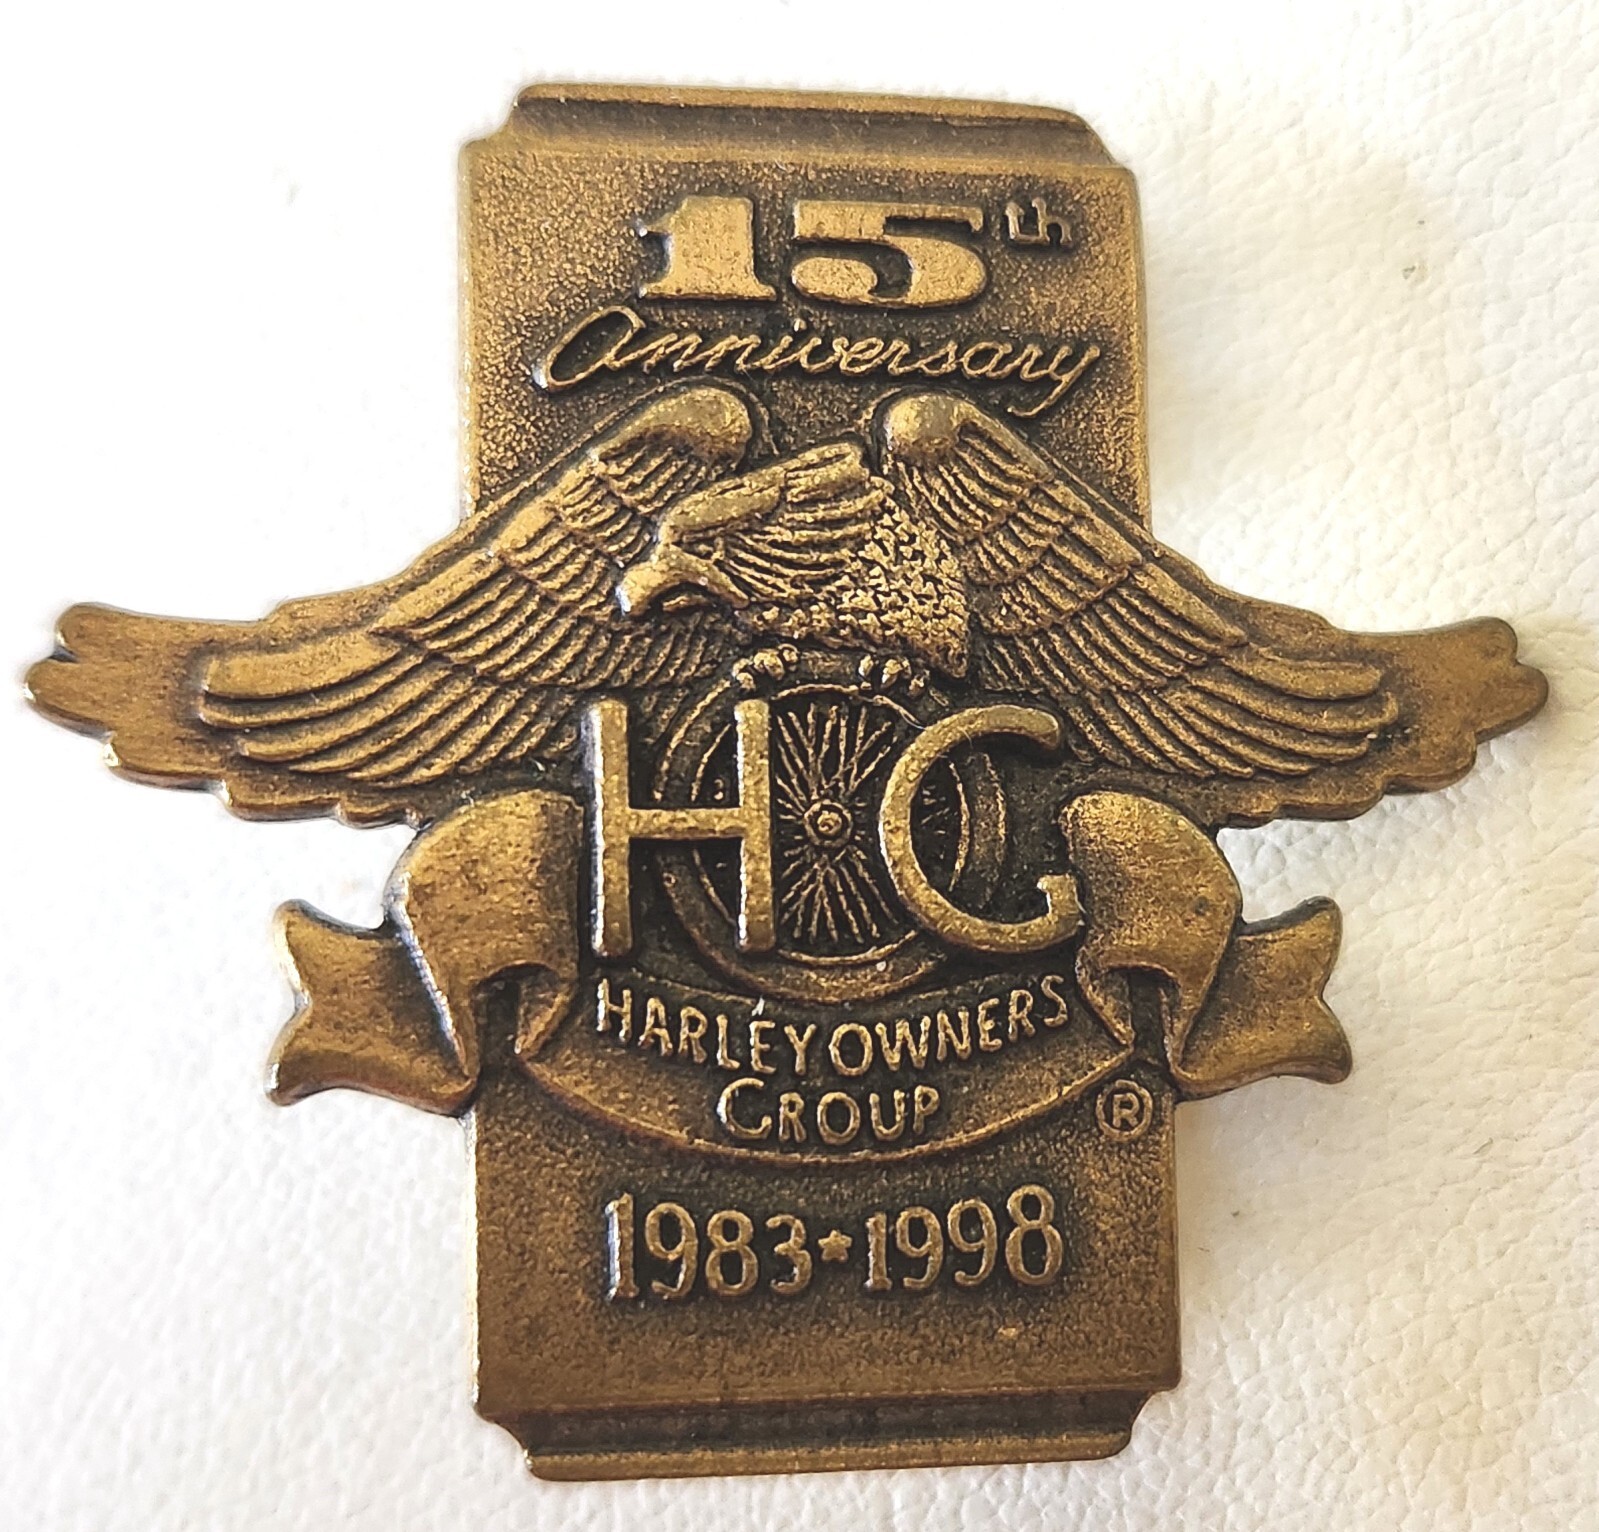 15th
Anniversary
HOG
HARLEY OWNERS
GROUP
®
1983★1998